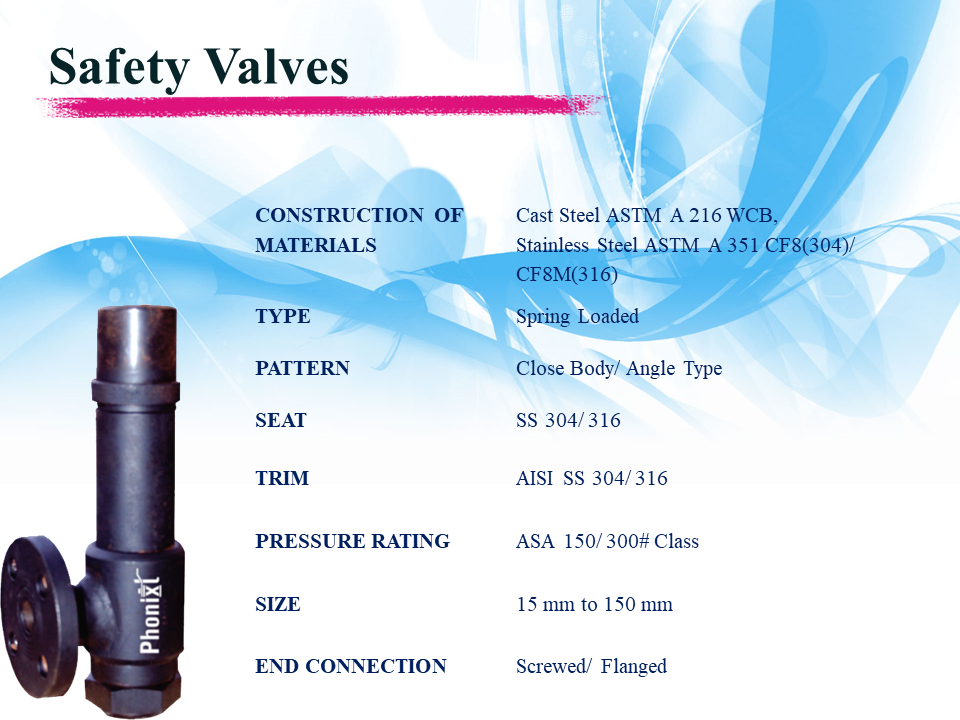 Safety Valves
CONSTRUCTION OF
MATERIALS
Cast Steel ASTM A 216 WCB,
Stainless Steel ASTM A 351 CF8(304)/
CF8M(316)
TYPE
Spring Loaded
PATTERN
Close Body/ Angle Type
SEAT
SS 304/ 316
TRIM
AISI SS 304/ 316
PRESSURE RATING
ASA 150/ 300# Class
SIZE
15 mm to 150 mm
END CONNECTION
Screwed/ Flanged
Phonixt